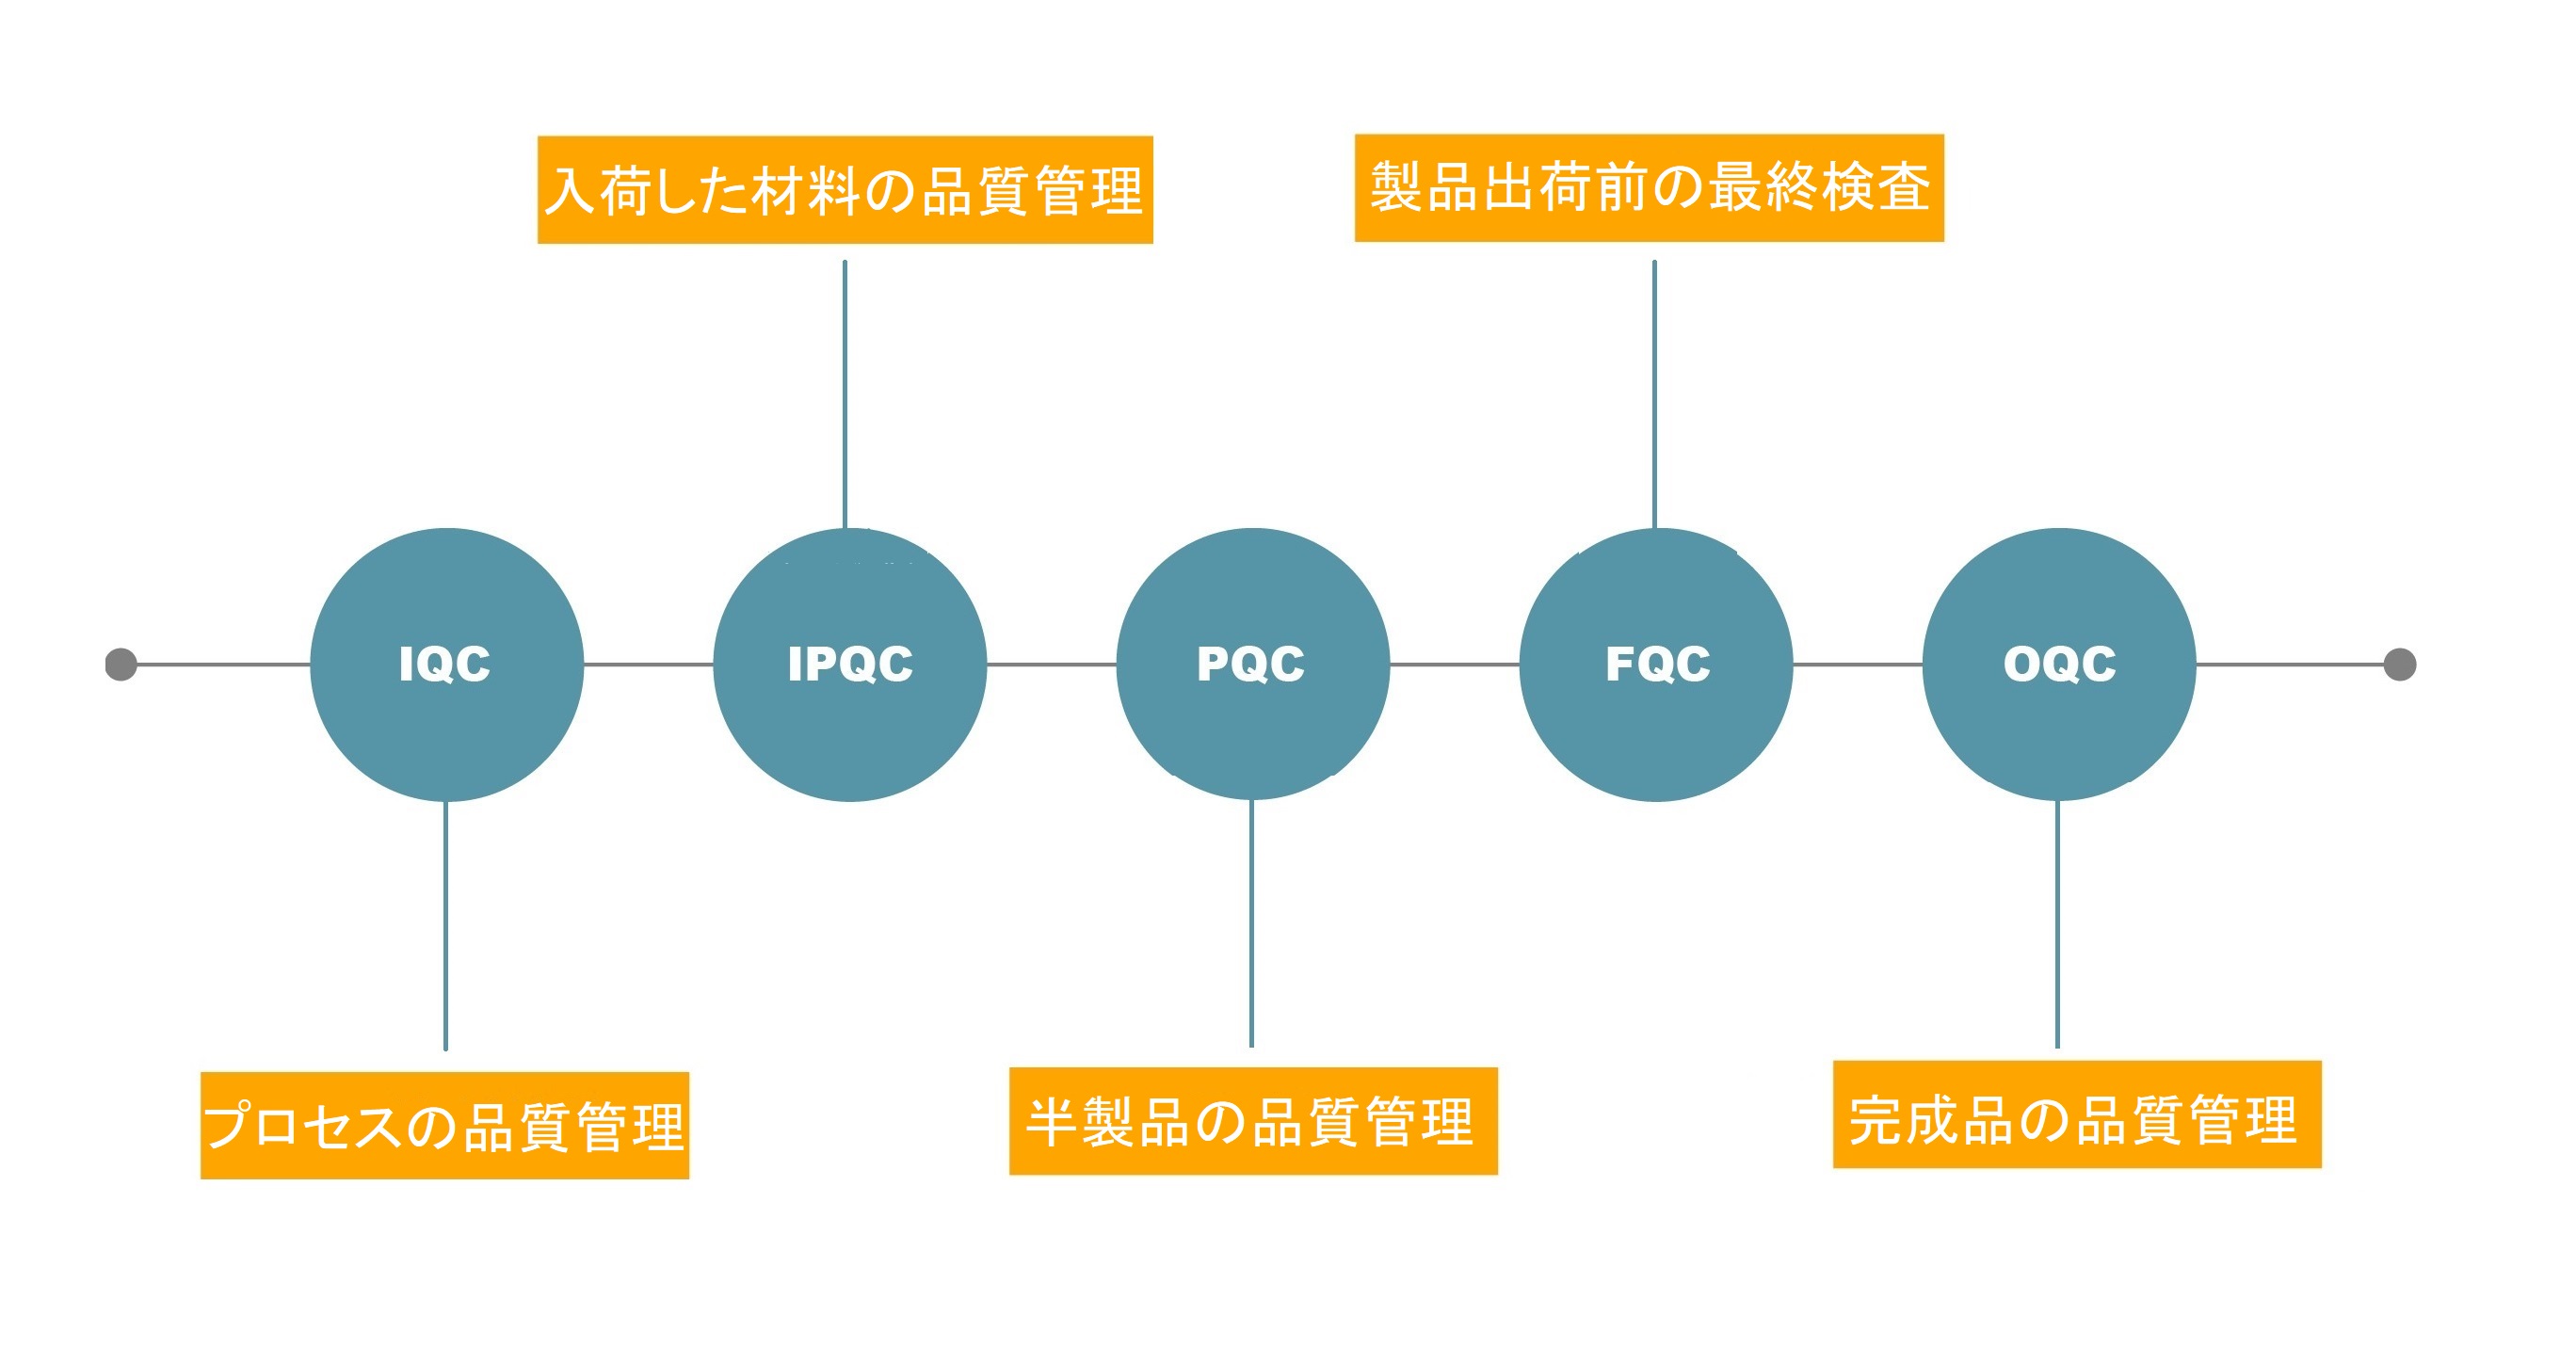 入荷した材料の品質管理
製品出荷前の最終検査
IQC
IPQC
PQC
FQC
OQC
プロセスの品質管理
半製品の品質管理
完成品の品質管理